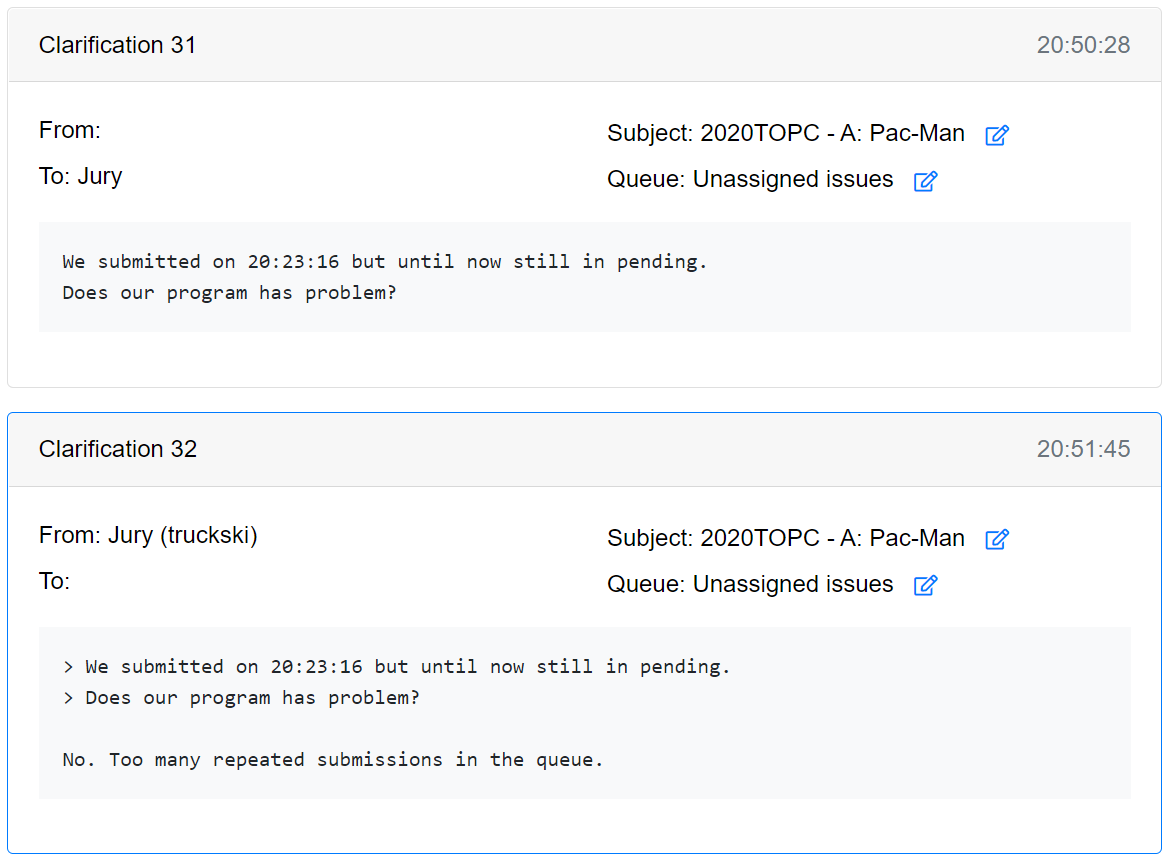 Clarification 31
20:50:28
From:
Subject: 2020TOPC - A: Pac-Man
To: Jury
Queue: Unassigned issues
We submitted on 20:23:16 but until now still in pending.
Does our program has problem?
Clarification 32
20:51:45
From: Jury (truckski)
Subject: 2020TOPC - A: Pac-Man
To:
Queue: Unassigned issues
> We submitted on 20:23:16 but until now still in pending.
> Does our program has problem?
No. Too many repeated submissions in the queue.